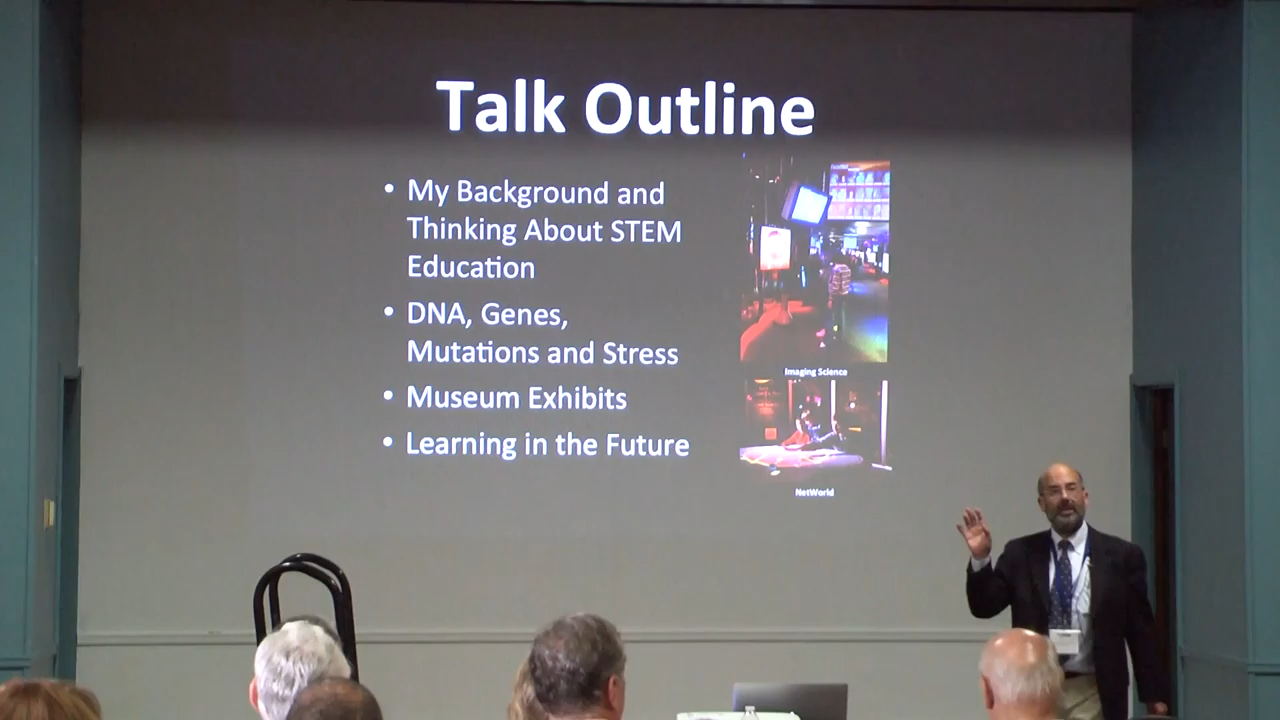 Talk Outline
• My Background and
Thinking About STEM
Education
• DNA, Genes,
Mutations and Stress
• Museum Exhibits
• Learning in the Future
Imaging Science
NetWorld